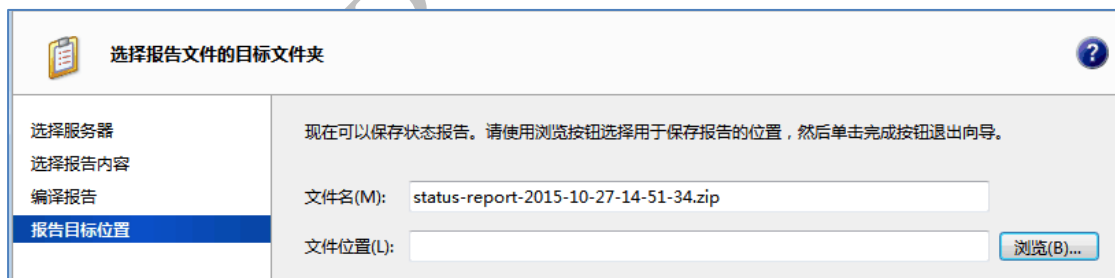 选择报告文件的目标文件夹
?
选择服务器
选择报告内容
编译报告
报告目标位置
现在可以保存状态报告。请使用浏览按钮选择用于保存报告的位置，然后单击完成按钮退出向导。
文件名(M): status-report-2015-10-27-14-51-34.zip
文件位置(L): 浏览(B)...